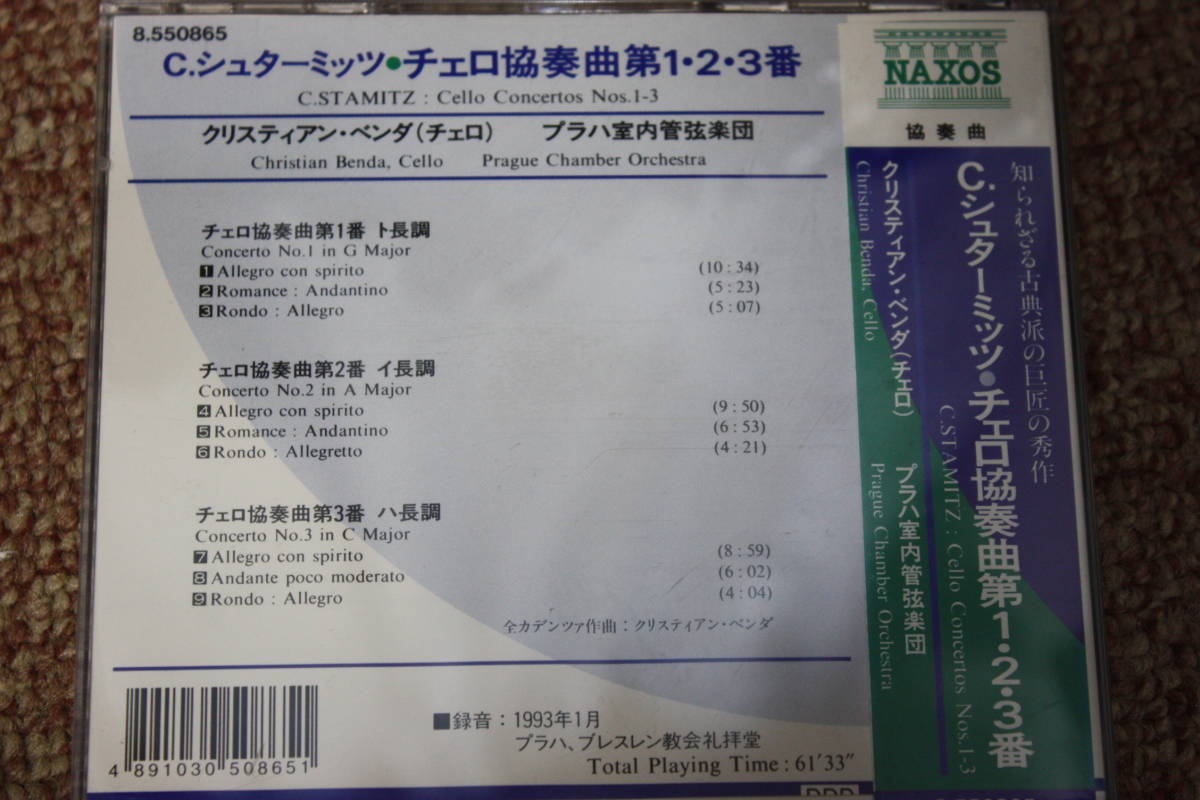 8.550865
C.シュターミッツ●チェロ協奏曲第1・2・3番
C.STAMITZ : Cello Concertos Nos.1-3
クリスティアン・ベンダ(チェロ) プラハ室内管弦楽団
Christian Benda, Cello Prague Chamber Orchestra
チェロ協奏曲第1番 ト長調
Concerto No.1 in G Major
1 Allegro con spirito (10 : 34)
2 Romance : Andantino (5 : 23)
3 Rondo : Allegro (5 : 07)
チェロ協奏曲第2番 イ長調
Concerto No.2 in A Major
4 Allegro con spirito (9 : 50)
5 Romance : Andantino (6 : 53)
6 Rondo : Allegretto (4 : 21)
チェロ協奏曲第3番 ハ長調
Concerto No.3 in C Major
7 Allegro con spirito (8 : 59)
8 Andante poco moderato (6 : 02)
9 Rondo : Allegro (4 : 04)
全カデンツァ作曲：クリスティアン・ベンダ
■録音：1993年1月
プラハ、ブレスレン教会礼拝堂
Total Playing Time : 61'33"
4 891030 508651
DDD
NAXOS
協奏曲
知られざる古典派の巨匠の秀作
C.シュターミッツ●チェロ協奏曲第1・2・3番
C.STAMITZ : Cello Concertos Nos.1-3
クリスティアン・ベンダ(チェロ) プラハ室内管弦楽団
Christian Benda, Cello Prague Chamber Orchestra